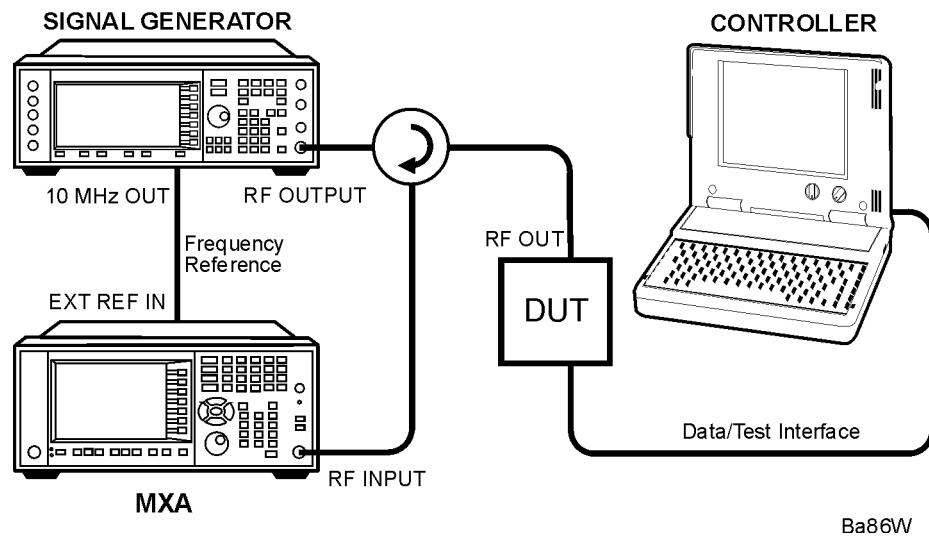 SIGNAL GENERATOR
CONTROLLER
10 MHz OUT
RF OUTPUT
Frequency
Reference
RF OUT
EXT REF IN
DUT
Data/Test Interface
RF INPUT
MXA
Ba86W